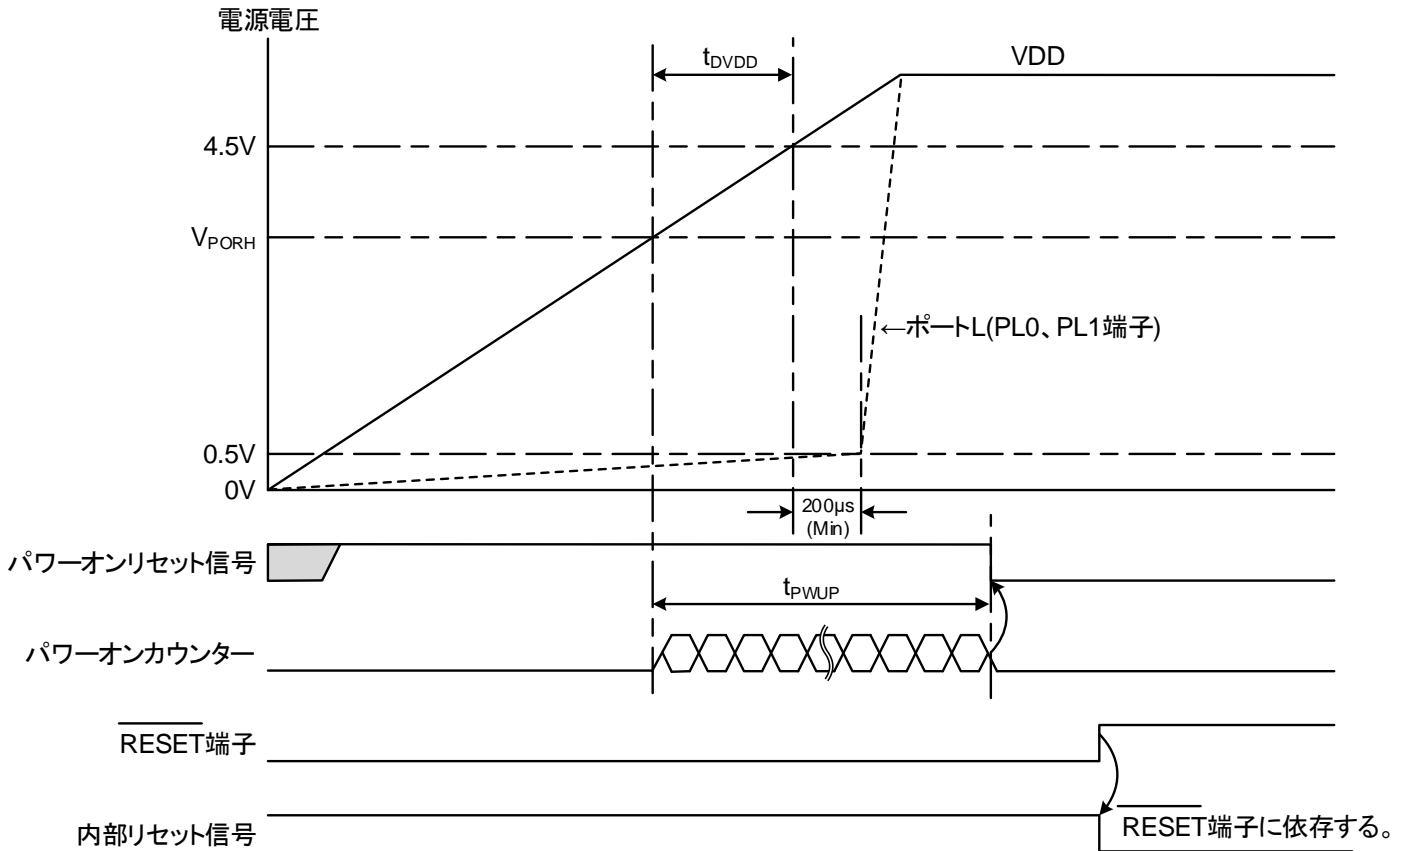 電源電圧
tDVDD
VDD
4.5V
VPORH
←ポートL(PL0、PL1端子)
0.5V
0V
200μs
(Min)
パワーオンリセット信号
tPWUP
パワーオンカウンター
RESET端子
内部リセット信号
RESET端子に依存する。